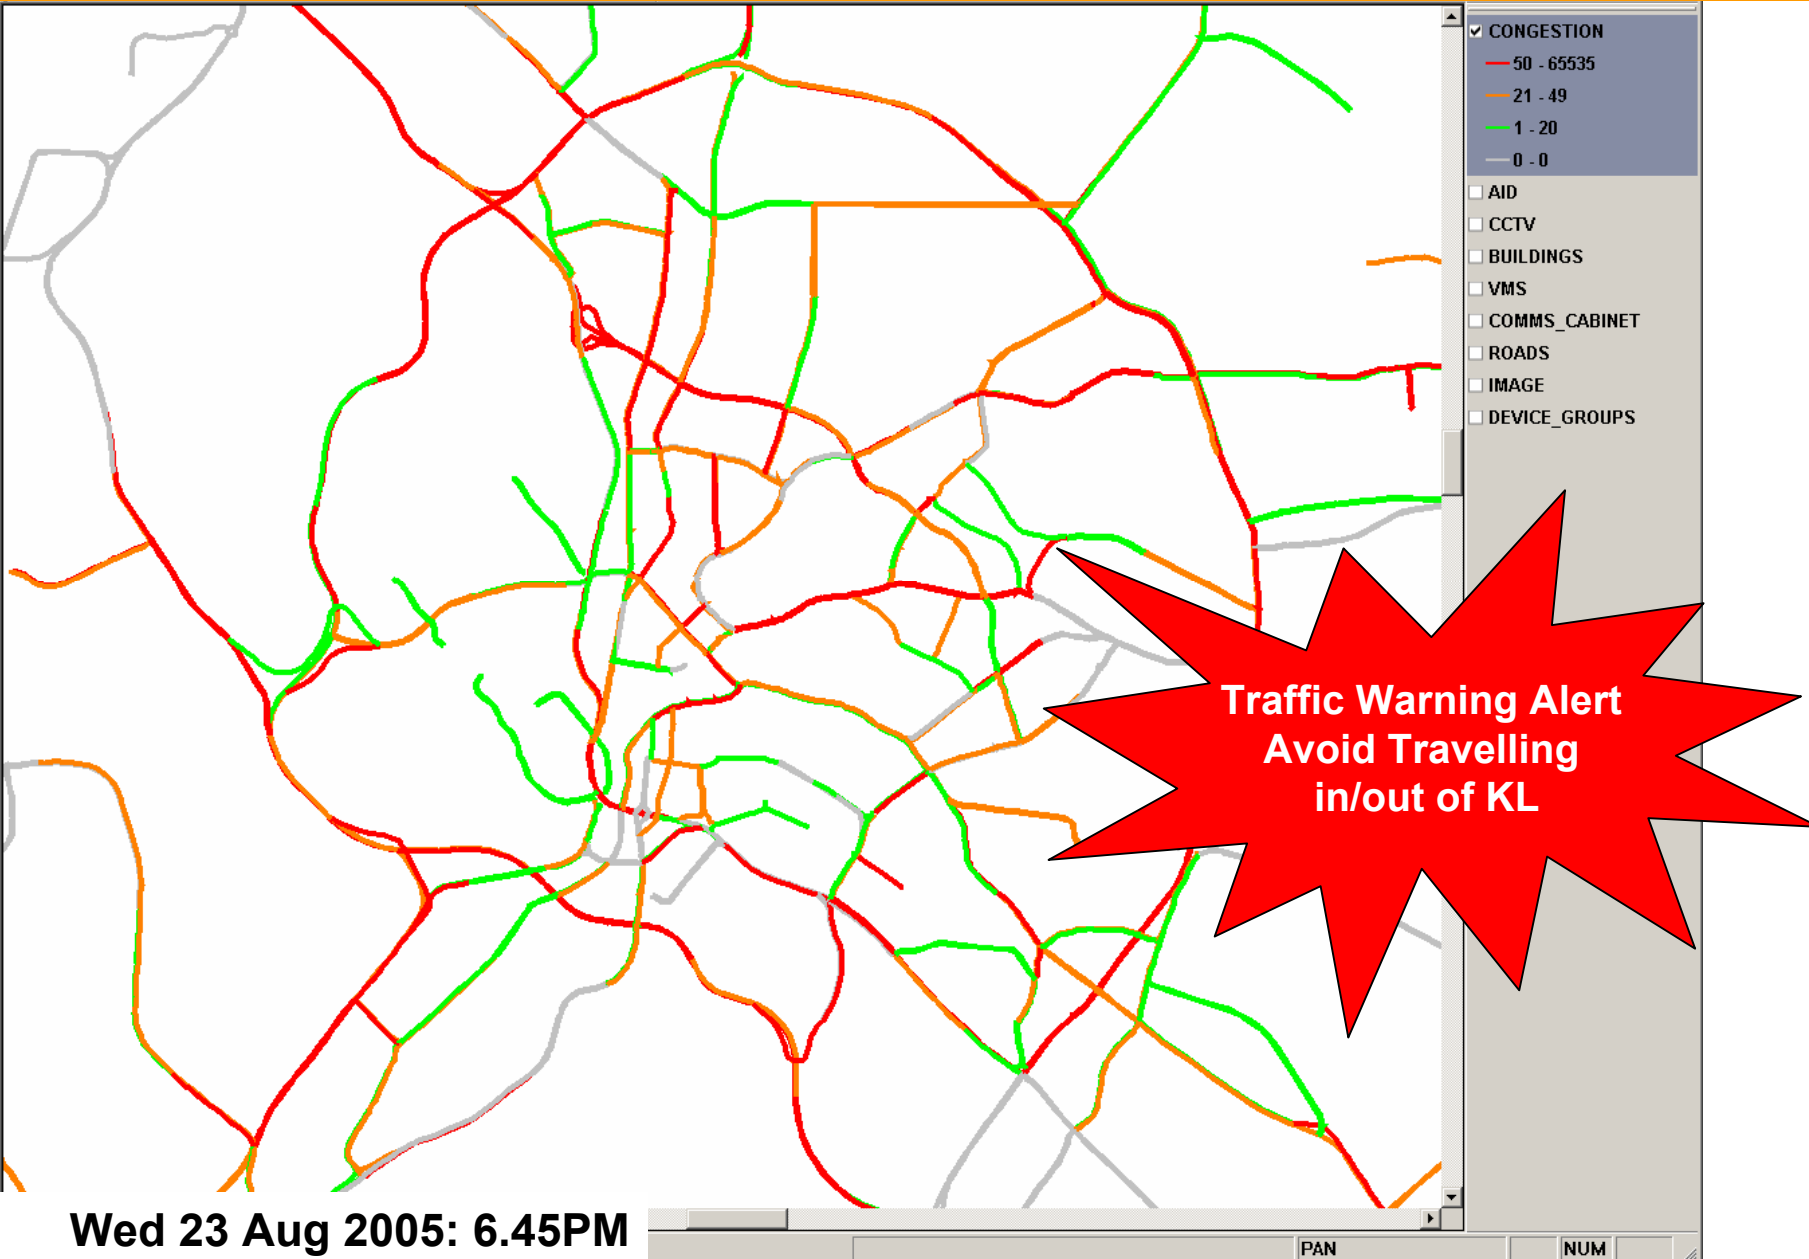 CONGESTION
50 - 65535
21 - 49
1 - 20
0 - 0
AID
CCTV
BUILDINGS
VMS
COMMS_CABINET
ROADS
IMAGE
DEVICE_GROUPS
Traffic Warning Alert
Avoid Travelling
in/out of KL
Wed 23 Aug 2005: 6.45PM
PAN
NUM